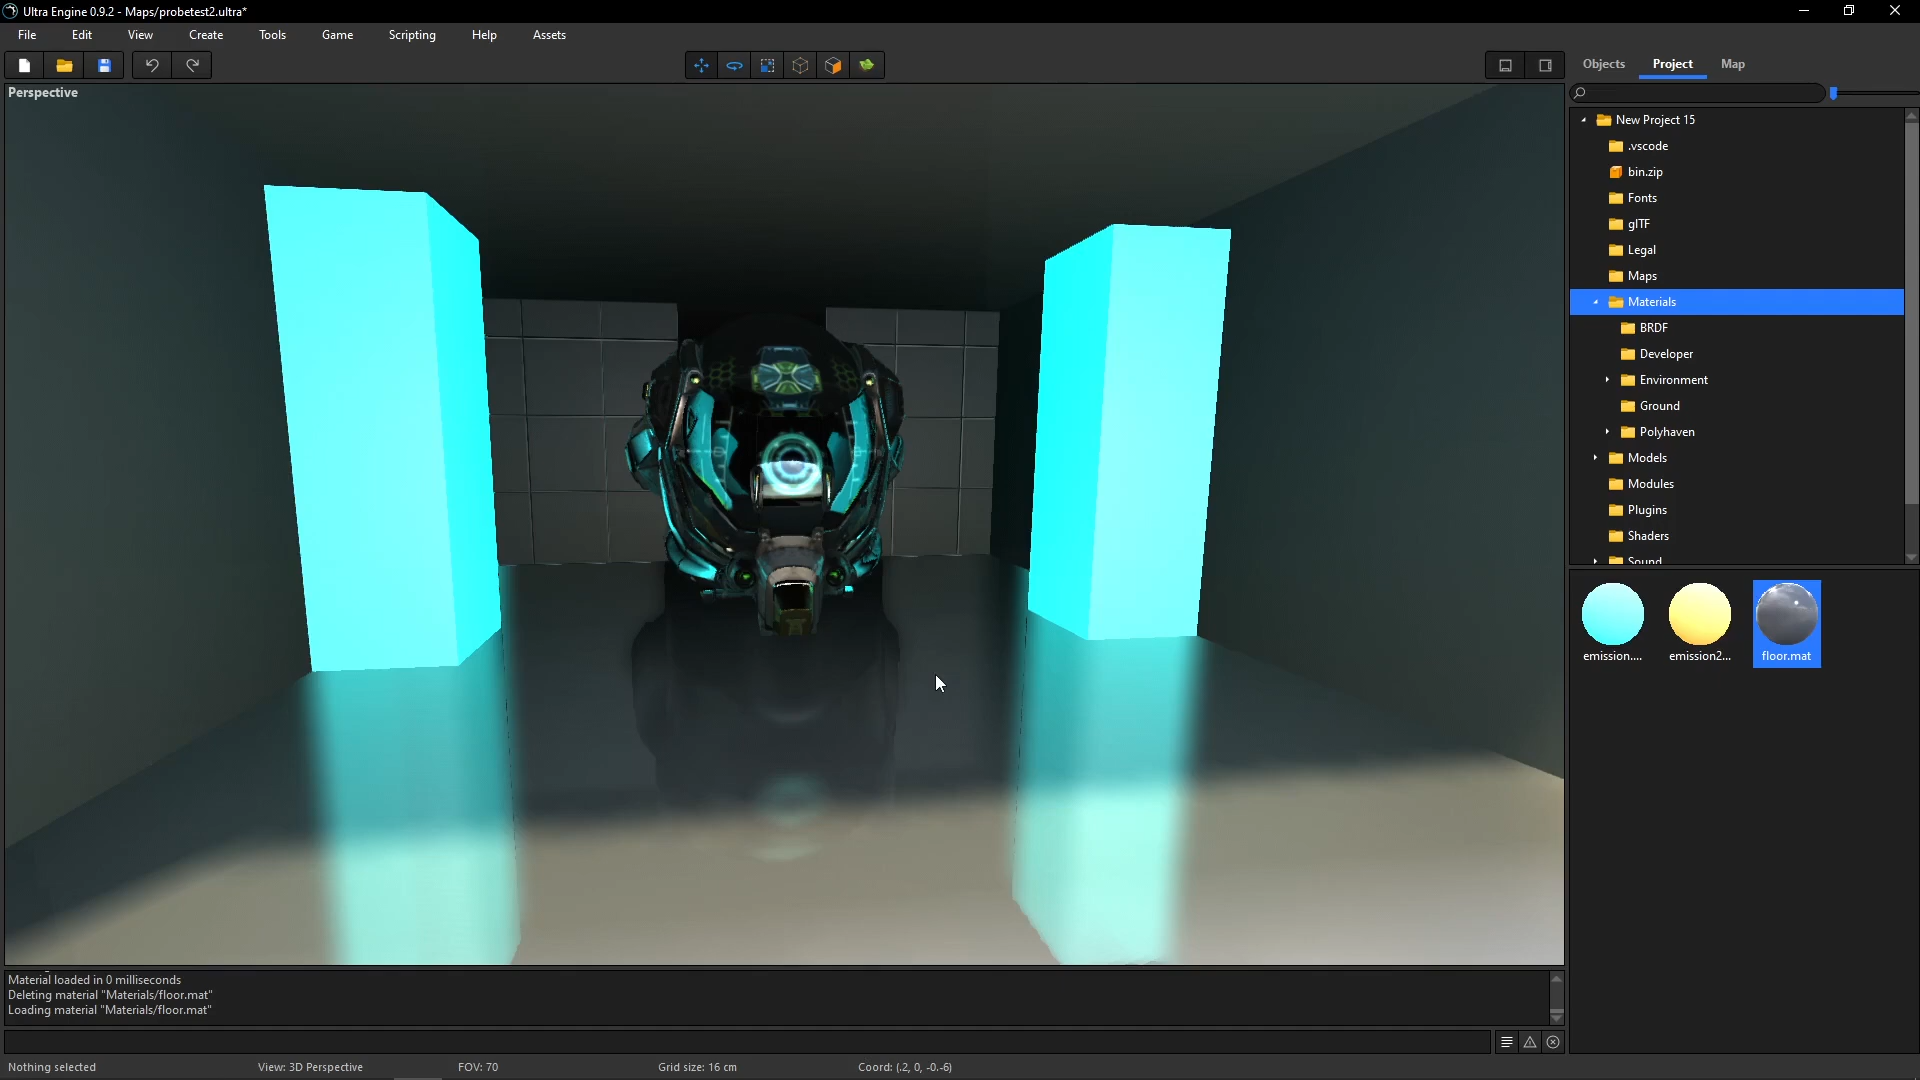 Ultra Engine 0.9.2 - Maps/probetest2.ultra*
File Edit View Create Tools Game Scripting Help Assets
Objects Project Map
Perspective
New Project 15
.vscode
bin.zip
Fonts
glTF
Legal
Maps
Materials
BRDF
Developer
Environment
Ground
Polyhaven
Models
Modules
Plugins
Shaders
Sound
emission.... emission2... floor.mat
Material loaded in 0 milliseconds
Deleting material "Materials/floor.mat"
Loading material "Materials/floor.mat"
Nothing selected View: 3D Perspective FOV: 70 Grid size: 16 cm Coord: (.2, 0, -0.-6)